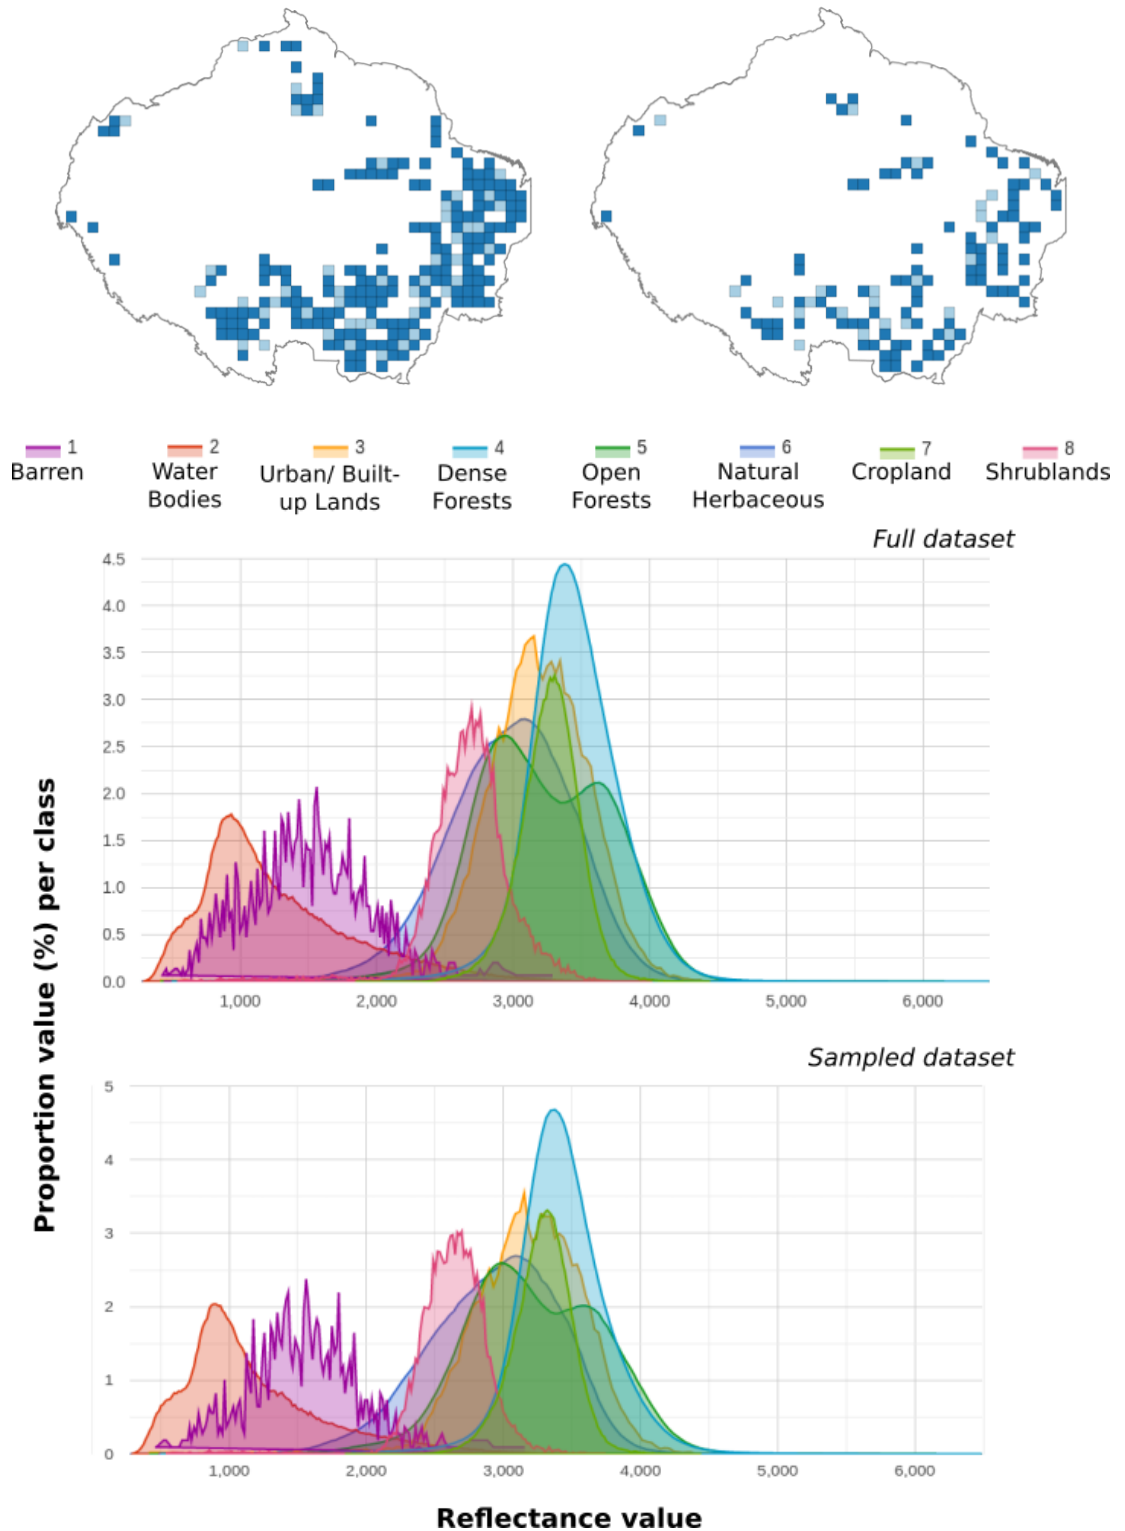 1 2 3 4 5 6 7 8
Barren Water Urban/ Built- Dense Open Natural Cropland Shrublands
Bodies up Lands Forests Forests Herbaceous
Full dataset
4.5
4.0
3.5
3.0
2.5
2.0
1.5
1.0
0.5
0.0
1,000 2,000 3,000 4,000 5,000 6,000
Proportion value (%) per class
Sampled dataset
5
4
3
2
1
0
1,000 2,000 3,000 4,000 5,000 6,000
Reflectance value